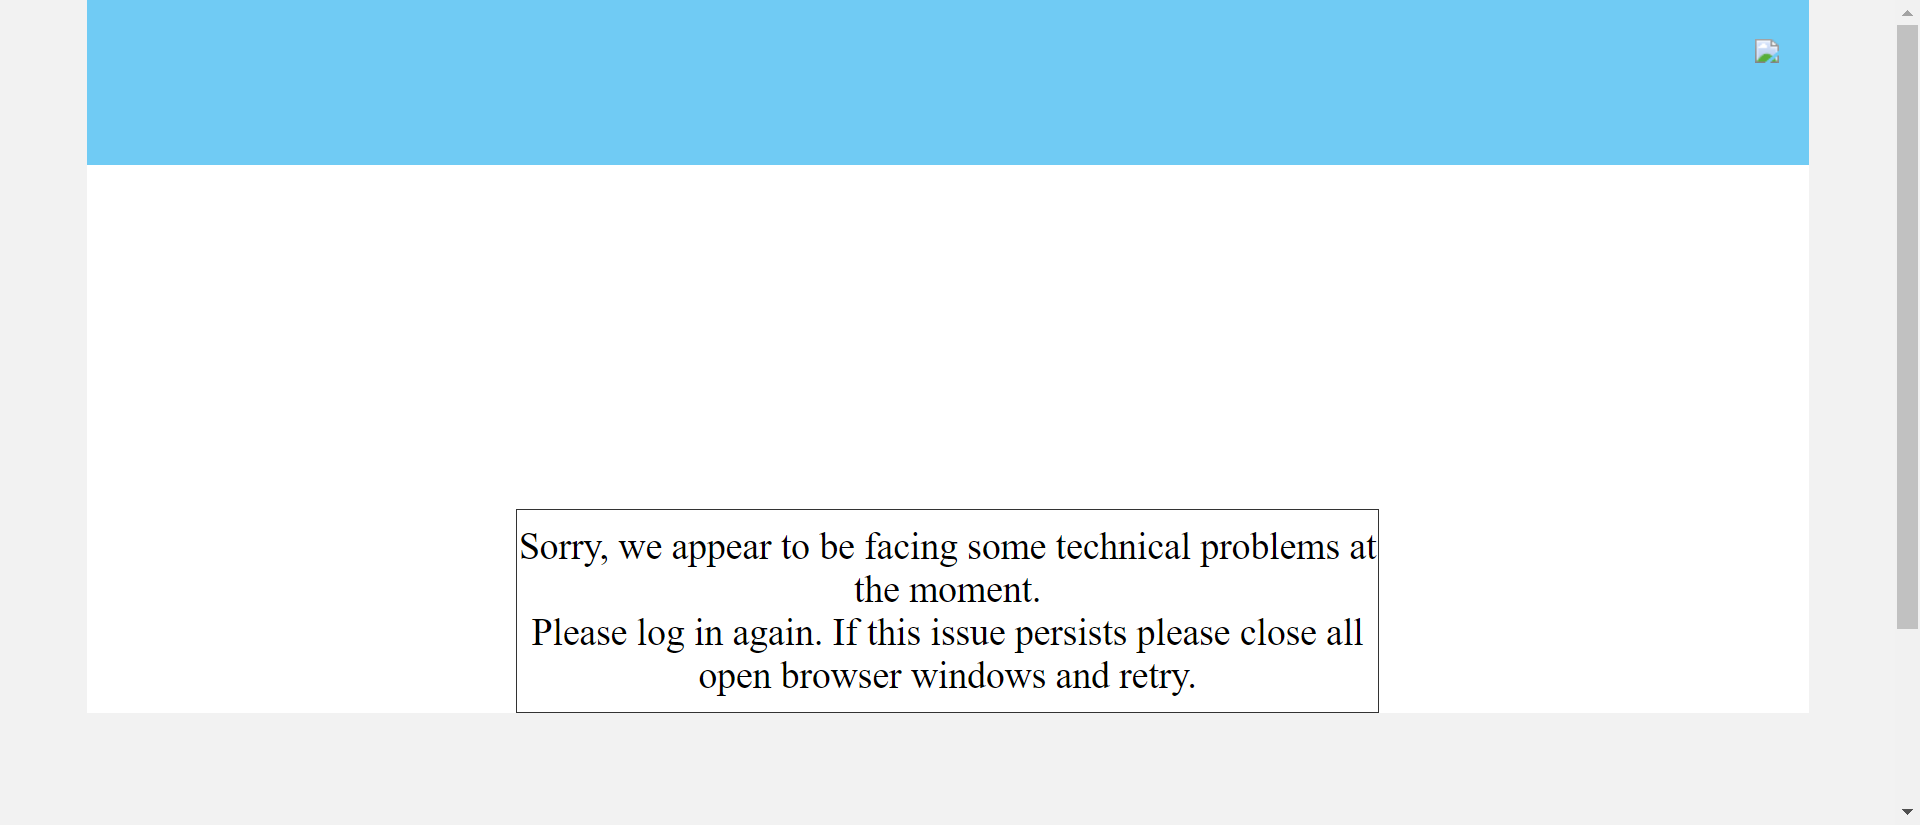 Sorry, we appear to be facing some technical problems at
the moment.
Please log in again. If this issue persists please close all
open browser windows and retry.